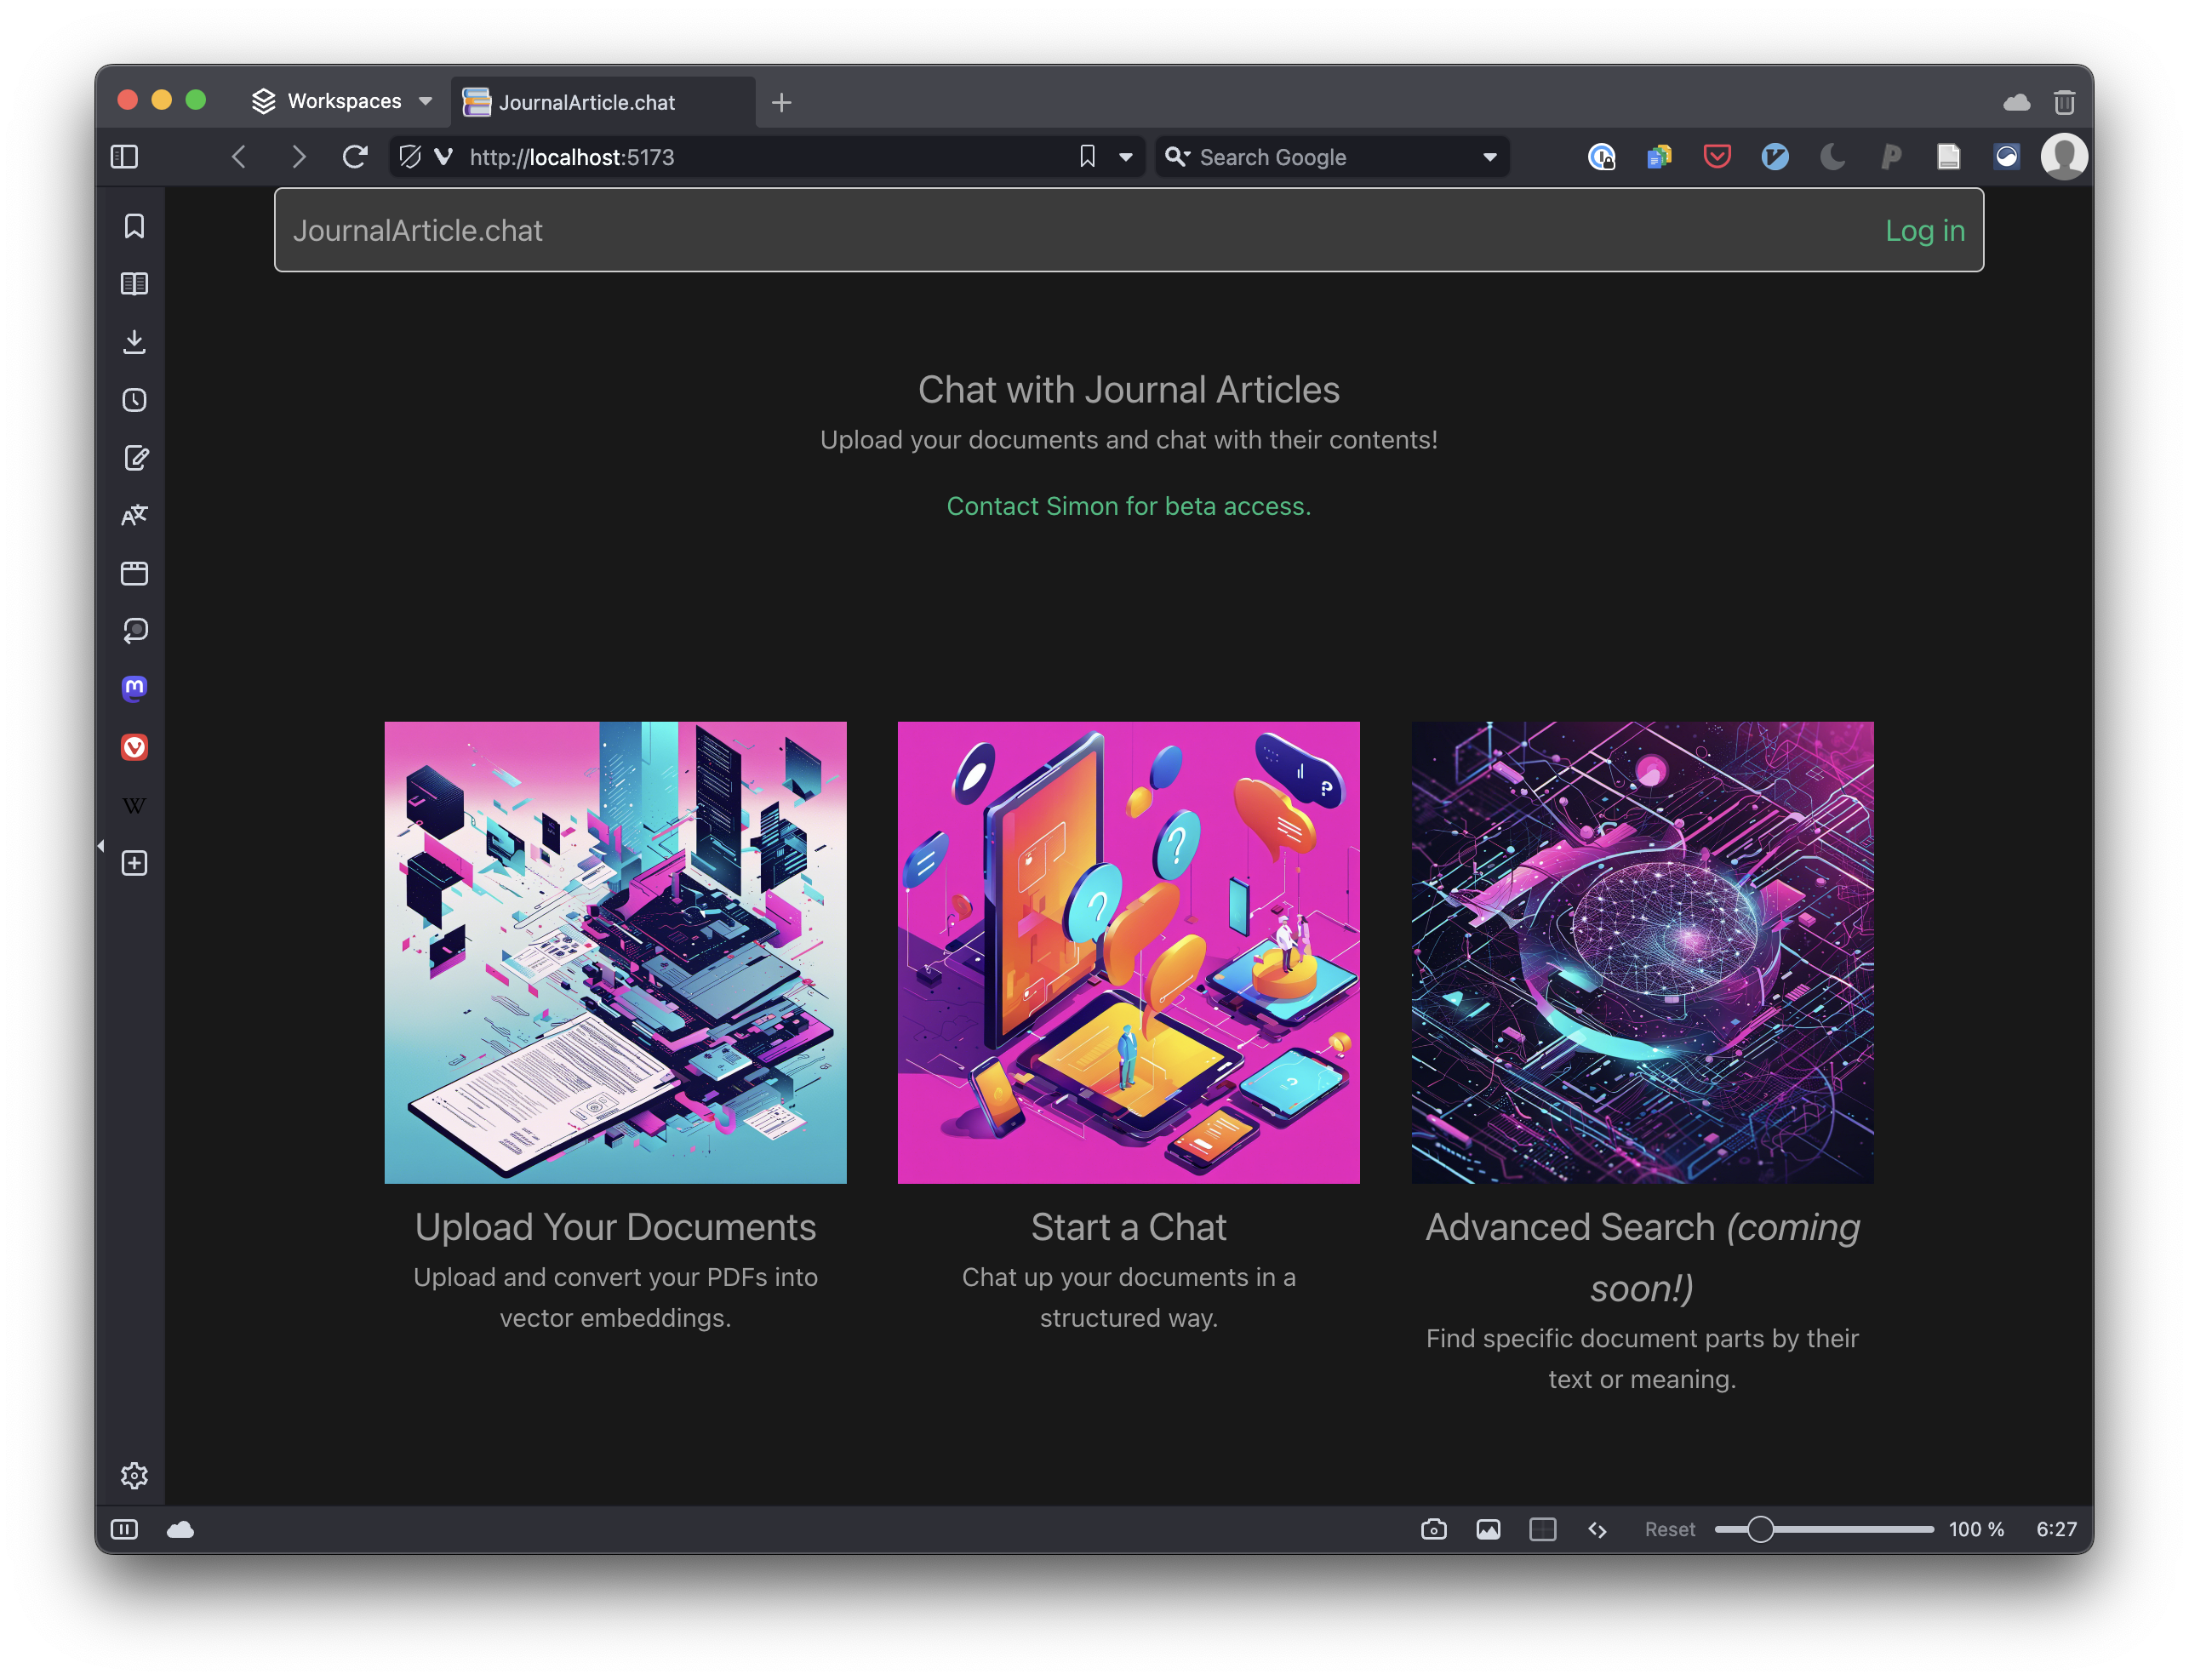 Workspaces
JournalArticle.chat
http://localhost:5173
Search Google
JournalArticle.chat
Log in
Chat with Journal Articles
Upload your documents and chat with their contents!
Contact Simon for beta access.
Upload Your Documents
Upload and convert your PDFs into
vector embeddings.
Start a Chat
Chat up your documents in a
structured way.
Advanced Search (coming
soon!)
Find specific document parts by their
text or meaning.
Reset
100 %
6:27